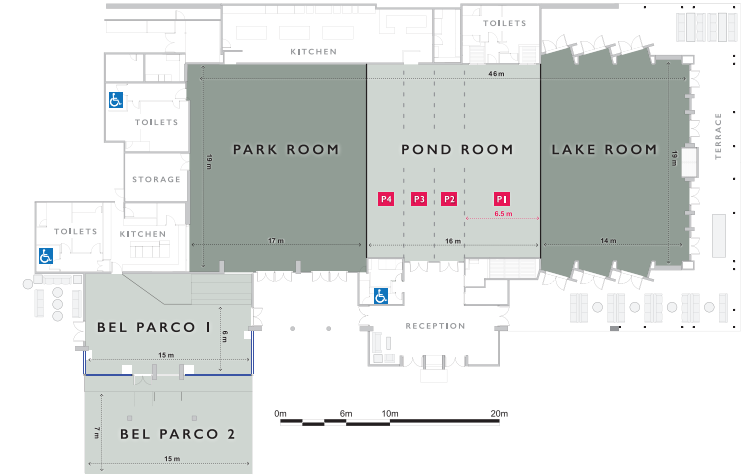 TOILETS
KITCHEN
46 m
TOILETS
PARK ROOM
POND ROOM
LAKE ROOM
TERRACE
19 m
19 m
STORAGE
P4
P3
P2
P1
6.5 m
TOILETS
KITCHEN
17 m
16 m
14 m
BEL PARCO 1
6 m
RECEPTION
15 m
0m
6m
10m
20m
7 m
BEL PARCO 2
15 m